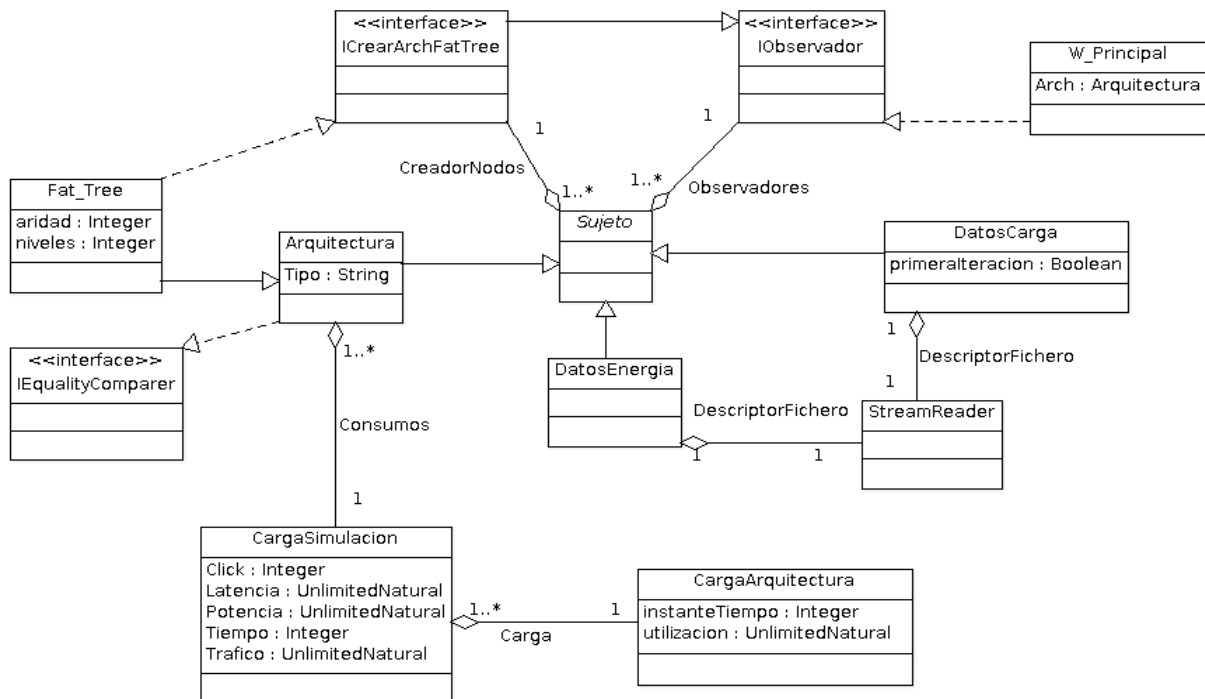 <<interface>>
ICrearArchFatTree
<<interface>>
IObservador
W_Principal
Arch : Arquitectura
1
1
CreadorNodos
1..*
1..*
Observadores
Fat_Tree
aridad : Integer
niveles : Integer
Sujeto
Arquitectura
Tipo : String
DatosCarga
primeraIteracion : Boolean
<<interface>>
IEqualityComparer
1..*
DatosEnergia
1
DescriptorFichero
1
Consumos
DescriptorFichero
StreamReader
1
1
1
CargaSimulacion
Click : Integer
Latencia : UnlimitedNatural
Potencia : UnlimitedNatural
Tiempo : Integer
Trafico : UnlimitedNatural
1..*
1
Carga
CargaArquitectura
instanteTiempo : Integer
utilizacion : UnlimitedNatural